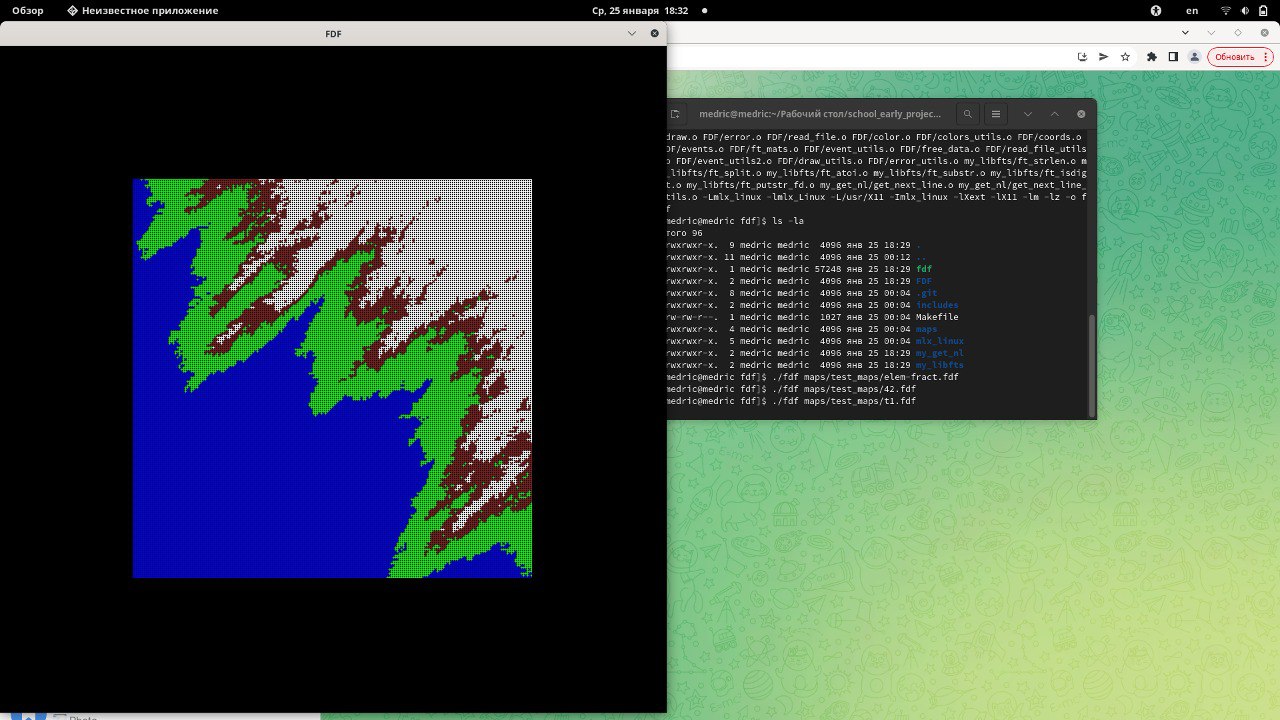 Обзор
Неизвестное приложение
Ср, 25 января 18:32
en
FDF
Обновить
medric@medric:~/Рабочий стол/school_early_projec...
draw.o FDF/error.o FDF/read_file.o FDF/color.o FDF/colors_utils.o FDF/coords.o
DF/events.o FDF/ft_mats.o FDF/event_utils.o FDF/free_data.o FDF/read_file_utils
o FDF/event_utils2.o FDF/draw_utils.o FDF/error_utils.o my_libfts/ft_strlen.o m
_libfts/ft_split.o my_libfts/ft_atoi.o my_libfts/ft_substr.o my_libfts/ft_isdig
t.o my_libfts/ft_putstr_fd.o my_get_nl/get_next_line.o my_get_nl/get_next_line_
tils.o -Lmlx_linux -lmlx_Linux -L/usr/X11 -Imlx_linux -lXext -lX11 -lm -lz -o f
f
medric@medric fdf]$ ls -la
того 96
rwxrwxr-x. 9 medric medric 4096 янв 25 18:29 .
rwxrwxr-x. 11 medric medric 4096 янв 25 00:12 ..
rwxrwxr-x. 1 medric medric 57248 янв 25 18:29 fdf
rwxrwxr-x. 2 medric medric 4096 янв 25 18:29 FDF
rwxrwxr-x. 8 medric medric 4096 янв 25 00:04 .git
rwxrwxr-x. 2 medric medric 4096 янв 25 00:04 includes
rw-rw-r--. 1 medric medric 1027 янв 25 00:04 Makefile
rwxrwxr-x. 4 medric medric 4096 янв 25 00:04 maps
rwxrwxr-x. 5 medric medric 4096 янв 25 00:04 mlx_linux
rwxrwxr-x. 2 medric medric 4096 янв 25 18:29 my_get_nl
rwxrwxr-x. 2 medric medric 4096 янв 25 18:29 my_libfts
medric@medric fdf]$ ./fdf maps/test_maps/elem-fract.fdf
medric@medric fdf]$ ./fdf maps/test_maps/42.fdf
medric@medric fdf]$ ./fdf maps/test_maps/t1.fdf
Photo